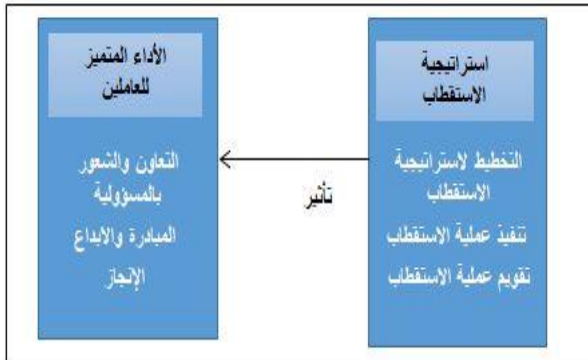 استراتيجية
الاستقطاب
التخطيط لاستراتيجية
الاستقطاب
تنفيذ عملية الاستقطاب
تقويم عملية الاستقطاب
تأثير
الأداء المتميز
للعاملين
التعاون والشعور
بالمسؤولية
المبادرة والابداع
الإنجاز